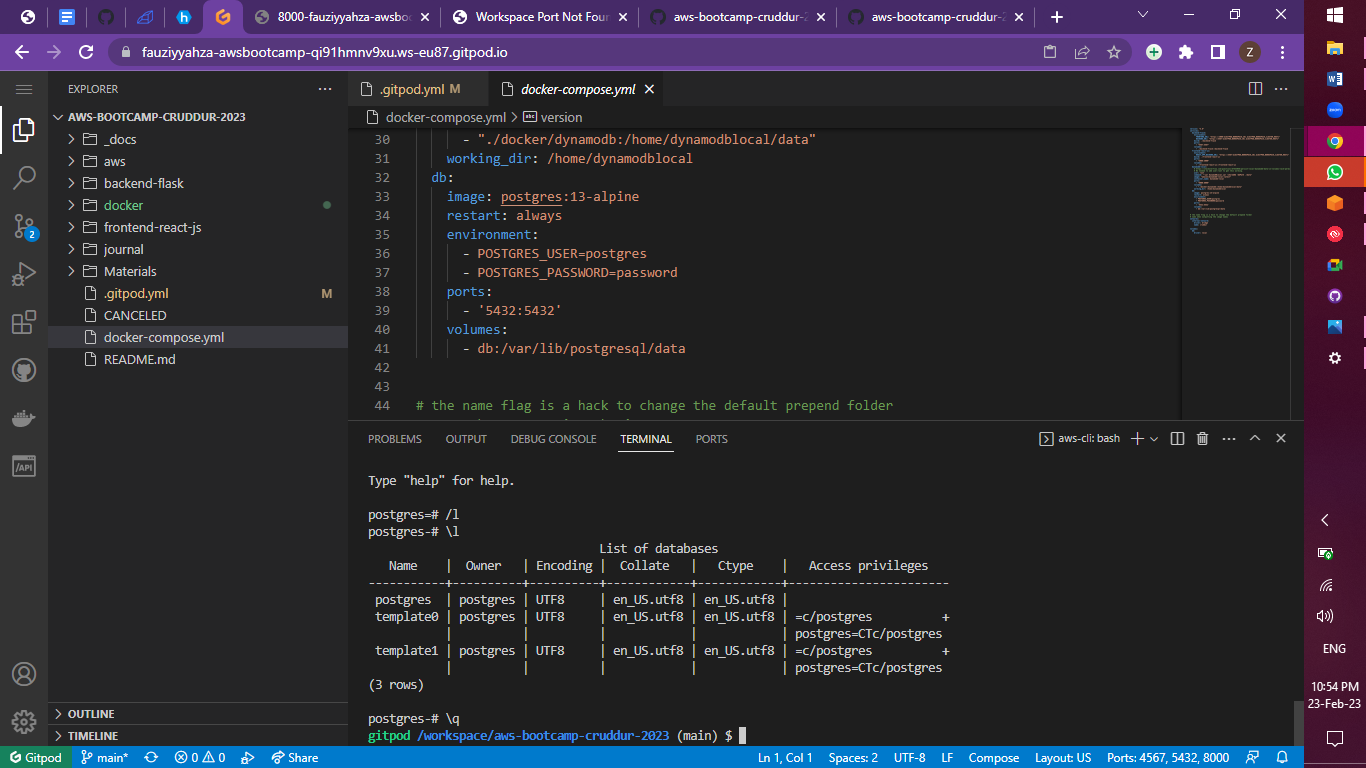 8000-fauziyyahza-awsboo
Workspace Port Not Foun
aws-bootcamp-cruddur-2
aws-bootcamp-cruddur-2
fauziyyahza-awsbootcamp-qi91hmnv9xu.ws-eu87.gitpod.io
Z
EXPLORER
AWS-BOOTCAMP-CRUDDUR-2023
_docs
aws
backend-flask
docker
frontend-react-js
journal
Materials
.gitpod.yml M
CANCELED
docker-compose.yml
README.md
OUTLINE
TIMELINE
2
/API
.gitpod.yml M
docker-compose.yml
docker-compose.yml > abc version
30 - "./docker/dynamodb:/home/dynamodblocal/data"
31 working_dir: /home/dynamodblocal
32 db:
33 image: postgres:13-alpine
34 restart: always
35 environment:
36 - POSTGRES_USER=postgres
37 - POSTGRES_PASSWORD=password
38 ports:
39 - '5432:5432'
40 volumes:
41 - db:/var/lib/postgresql/data
42
43
44 # the name flag is a hack to change the default prepend folder
PROBLEMS OUTPUT DEBUG CONSOLE TERMINAL PORTS
aws-cli: bash
Type "help" for help.
postgres=# /l
postgres-# \l
List of databases
Name | Owner | Encoding | Collate | Ctype | Access privileges
-----------+----------+----------+------------+------------+-----------------------
postgres | postgres | UTF8 | en_US.utf8 | en_US.utf8 |
template0 | postgres | UTF8 | en_US.utf8 | en_US.utf8 | =c/postgres +
| | | | | postgres=CTc/postgres
template1 | postgres | UTF8 | en_US.utf8 | en_US.utf8 | =c/postgres +
| | | | | postgres=CTc/postgres
(3 rows)
postgres-# \q
gitpod /workspace/aws-bootcamp-cruddur-2023 (main) $
Gitpod main* 0 0 Share Ln 1, Col 1 Spaces: 2 UTF-8 LF Compose Layout: US Ports: 4567, 5432, 8000
ENG
10:54 PM
23-Feb-23